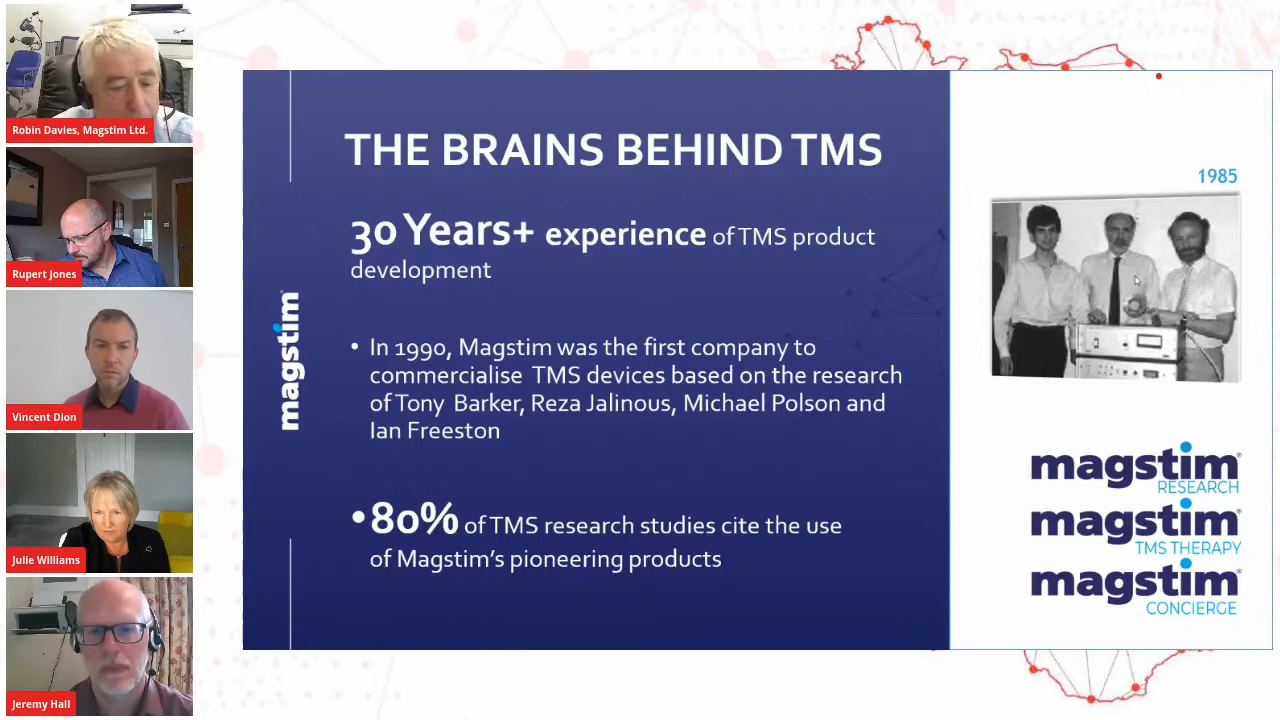 Robin Davies, Magstim Ltd.
Rupert Jones
Vincent Dion
Julie Williams
Jeremy Hall
magstim
THE BRAINS BEHIND TMS
30 Years+ experience of TMS product
development
• In 1990, Magstim was the first company to
commercialise TMS devices based on the research
of Tony Barker, Reza Jalinous, Michael Polson and
Ian Freeston
• 80% of TMS research studies cite the use
of Magstim’s pioneering products
1985
magstim®
RESEARCH
magstim®
TMS THERAPY
magstim®
CONCIERGE